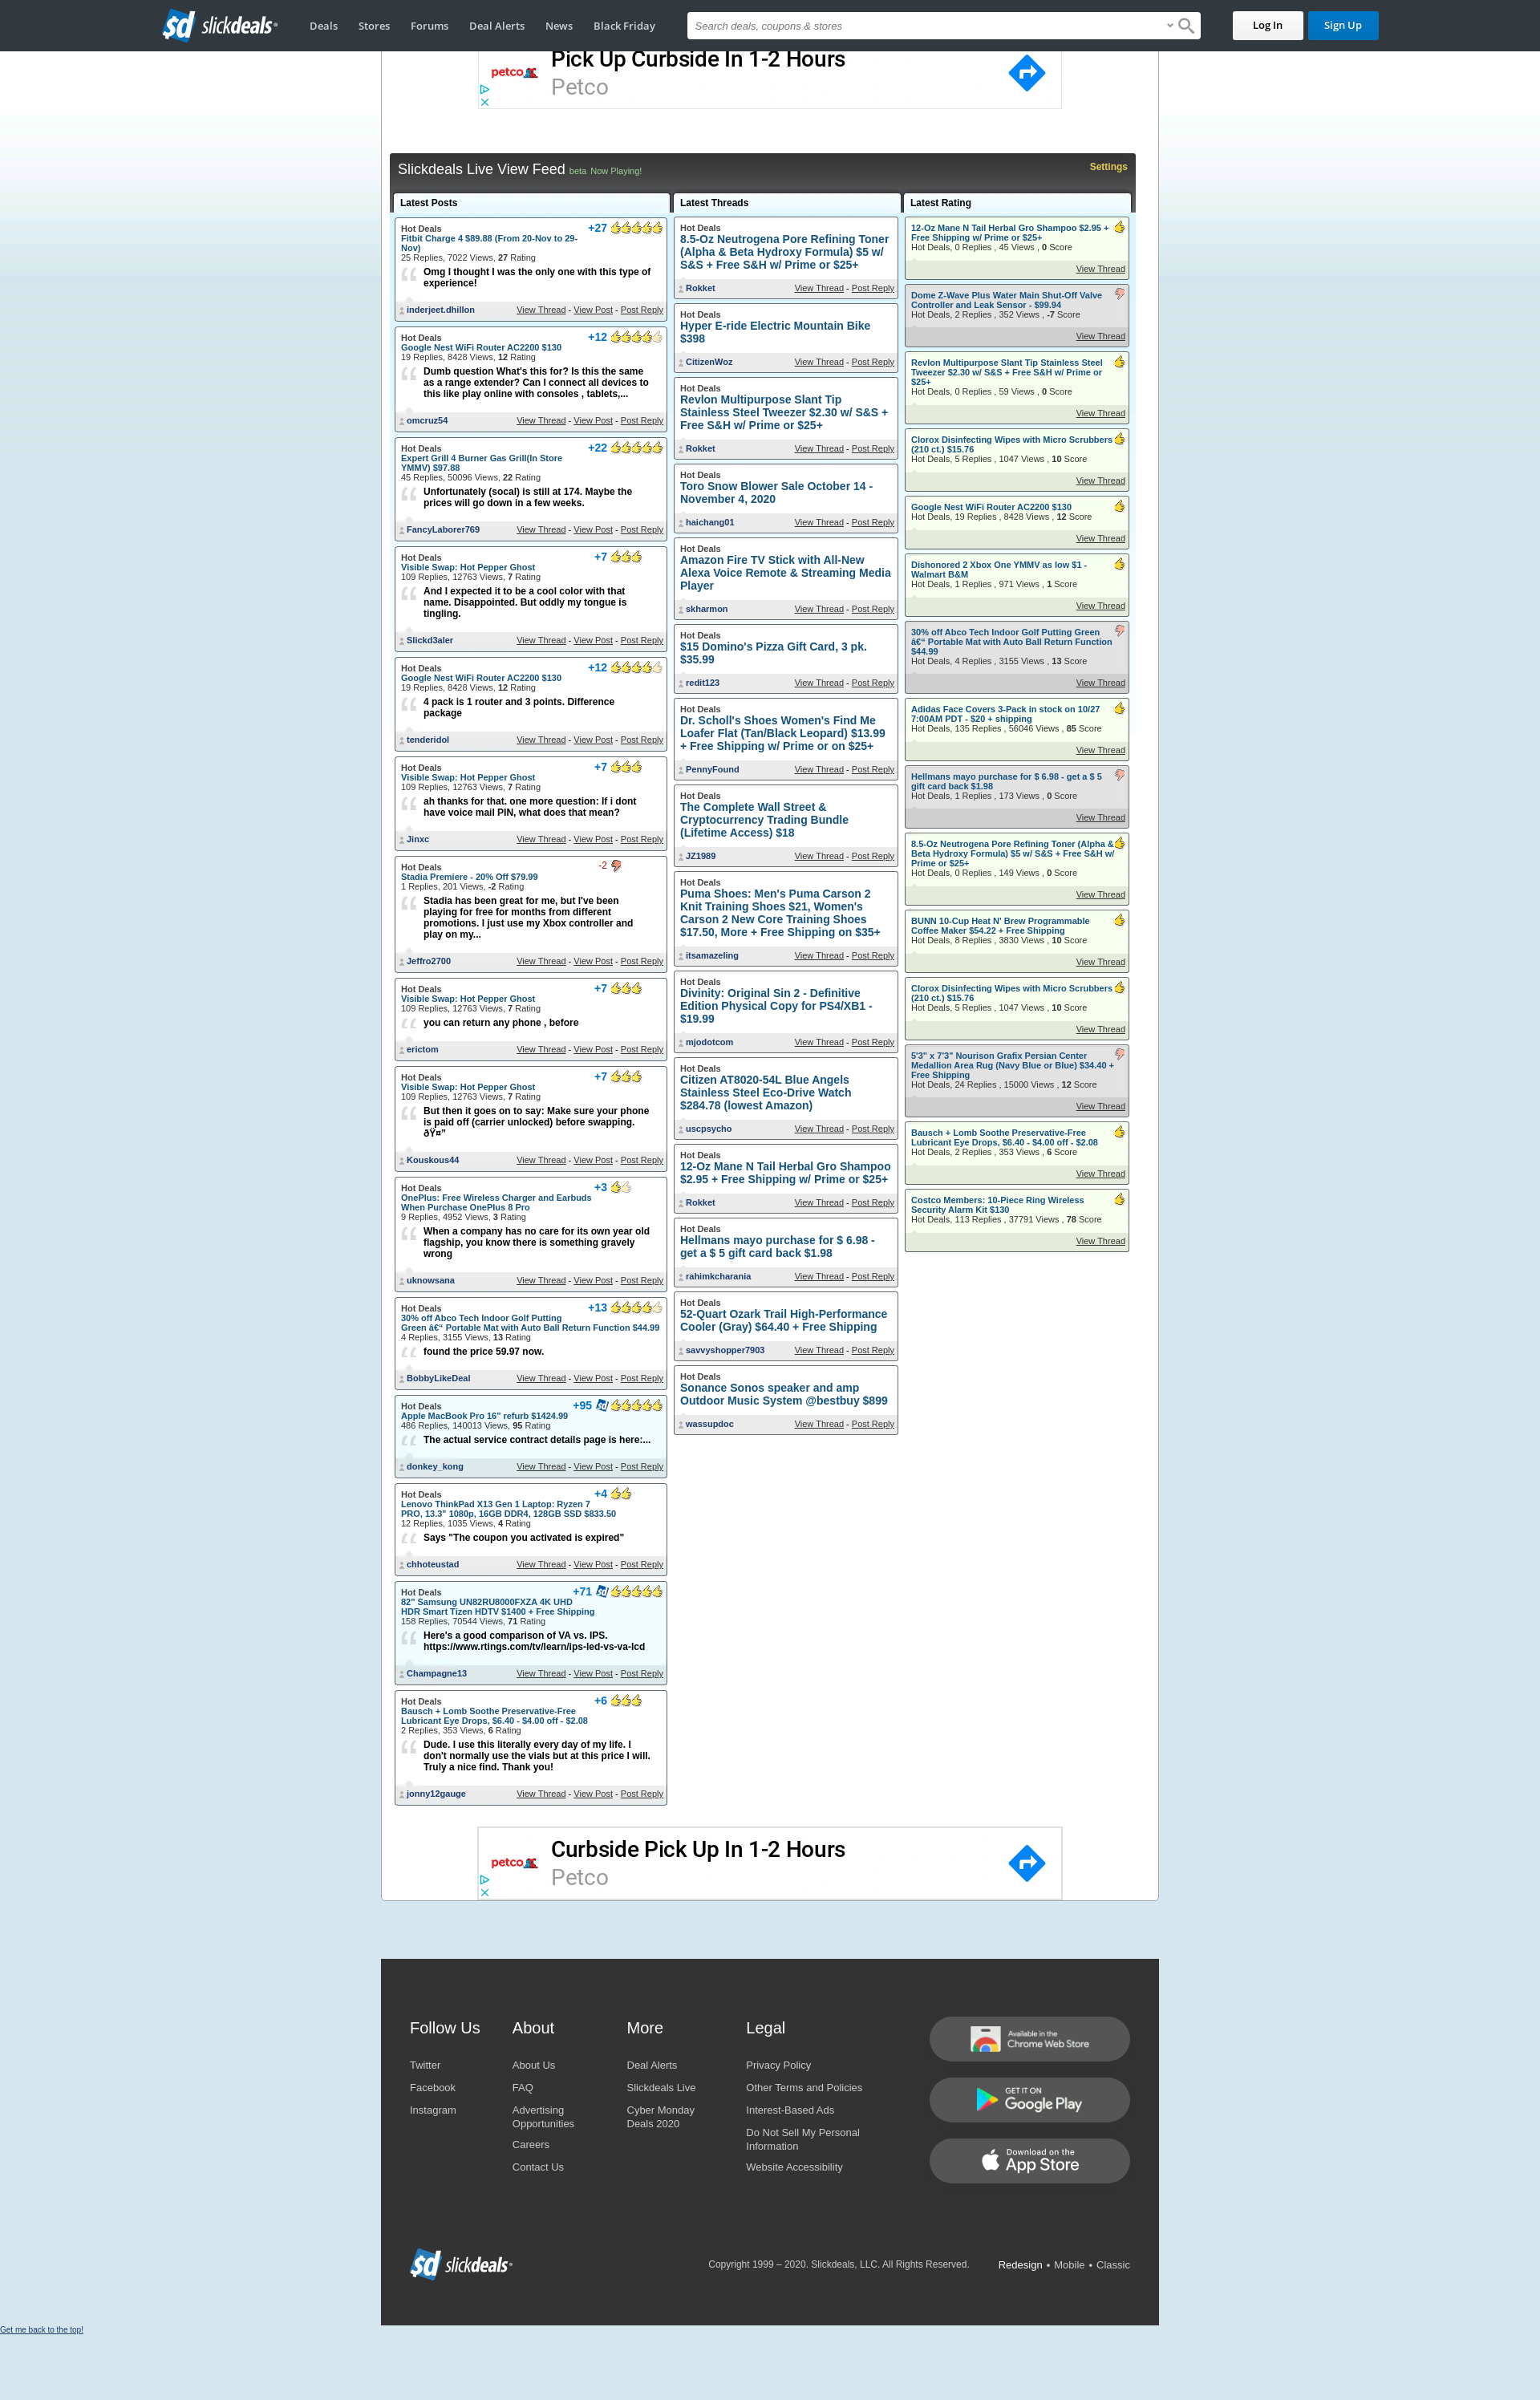 sd slickdeals
Deals
Stores
Forums
Deal Alerts
News
Black Friday
Search deals, coupons & stores
Log In
Sign Up
petco
Pick Up Curbside In 1-2 Hours
Petco
Slickdeals Live View Feed beta Now Playing!
Settings
Latest Posts
Hot Deals
+27
Fitbit Charge 4 $89.88 (From 20-Nov to 29-
Nov)
25 Replies, 7022 Views, 27 Rating
Omg I thought I was the only one with this type of
experience!
inderjeet.dhillon
View Thread - View Post - Post Reply
Hot Deals
+12
Google Nest WiFi Router AC2200 $130
19 Replies, 8428 Views, 12 Rating
Dumb question What's this for? Is this the same
as a range extender? Can I connect all devices to
this like play online with consoles , tablets,...
omcruz54
View Thread - View Post - Post Reply
Hot Deals
+22
Expert Grill 4 Burner Gas Grill(In Store
YMMV) $97.88
45 Replies, 50096 Views, 22 Rating
Unfortunately (socal) is still at 174. Maybe the
prices will go down in a few weeks.
FancyLaborer769
View Thread - View Post - Post Reply
Hot Deals
+7
Visible Swap: Hot Pepper Ghost
109 Replies, 12763 Views, 7 Rating
And I expected it to be a cool color with that
name. Disappointed. But oddly my tongue is
tingling.
Slickd3aler
View Thread - View Post - Post Reply
Hot Deals
+12
Google Nest WiFi Router AC2200 $130
19 Replies, 8428 Views, 12 Rating
4 pack is 1 router and 3 points. Difference
package
tenderidol
View Thread - View Post - Post Reply
Hot Deals
+7
Visible Swap: Hot Pepper Ghost
109 Replies, 12763 Views, 7 Rating
ah thanks for that. one more question: If i dont
have voice mail PIN, what does that mean?
Jinxc
View Thread - View Post - Post Reply
Hot Deals
-2
Stadia Premiere - 20% Off $79.99
1 Replies, 201 Views, -2 Rating
Stadia has been great for me, but I've been
playing for free for months from different
promotions. I just use my Xbox controller and
play on my...
Jeffro2700
View Thread - View Post - Post Reply
Hot Deals
+7
Visible Swap: Hot Pepper Ghost
109 Replies, 12763 Views, 7 Rating
you can return any phone , before
erictom
View Thread - View Post - Post Reply
Hot Deals
+7
Visible Swap: Hot Pepper Ghost
109 Replies, 12763 Views, 7 Rating
But then it goes on to say: Make sure your phone
is paid off (carrier unlocked) before swapping.
ðŸ¤”
Kouskous44
View Thread - View Post - Post Reply
Hot Deals
+3
OnePlus: Free Wireless Charger and Earbuds
When Purchase OnePlus 8 Pro
9 Replies, 4952 Views, 3 Rating
When a company has no care for its own year old
flagship, you know there is something gravely
wrong
uknowsana
View Thread - View Post - Post Reply
Hot Deals
+13
30% off Abco Tech Indoor Golf Putting
Green â€“ Portable Mat with Auto Ball Return Function $44.99
4 Replies, 3155 Views, 13 Rating
found the price 59.97 now.
BobbyLikeDeal
View Thread - View Post - Post Reply
Hot Deals
+95 sd
Apple MacBook Pro 16" refurb $1424.99
486 Replies, 140013 Views, 95 Rating
The actual service contract details page is here:...
donkey_kong
View Thread - View Post - Post Reply
Hot Deals
+4
Lenovo ThinkPad X13 Gen 1 Laptop: Ryzen 7
PRO, 13.3" 1080p, 16GB DDR4, 128GB SSD $833.50
12 Replies, 1035 Views, 4 Rating
Says "The coupon you activated is expired"
chhoteustad
View Thread - View Post - Post Reply
Hot Deals
+71 sd
82" Samsung UN82RU8000FXZA 4K UHD
HDR Smart Tizen HDTV $1400 + Free Shipping
158 Replies, 70544 Views, 71 Rating
Here's a good comparison of VA vs. IPS.
https://www.rtings.com/tv/learn/ips-led-vs-va-lcd
Champagne13
View Thread - View Post - Post Reply
Hot Deals
+6
Bausch + Lomb Soothe Preservative-Free
Lubricant Eye Drops, $6.40 - $4.00 off - $2.08
2 Replies, 353 Views, 6 Rating
Dude. I use this literally every day of my life. I
don't normally use the vials but at this price I will.
Truly a nice find. Thank you!
jonny12gauge
View Thread - View Post - Post Reply
Latest Threads
Hot Deals
8.5-Oz Neutrogena Pore Refining Toner
(Alpha & Beta Hydroxy Formula) $5 w/
S&S + Free S&H w/ Prime or $25+
Rokket
View Thread - Post Reply
Hot Deals
Hyper E-ride Electric Mountain Bike
$398
CitizenWoz
View Thread - Post Reply
Hot Deals
Revlon Multipurpose Slant Tip
Stainless Steel Tweezer $2.30 w/ S&S +
Free S&H w/ Prime or $25+
Rokket
View Thread - Post Reply
Hot Deals
Toro Snow Blower Sale October 14 -
November 4, 2020
haichang01
View Thread - Post Reply
Hot Deals
Amazon Fire TV Stick with All-New
Alexa Voice Remote & Streaming Media
Player
skharmon
View Thread - Post Reply
Hot Deals
$15 Domino's Pizza Gift Card, 3 pk.
$35.99
redit123
View Thread - Post Reply
Hot Deals
Dr. Scholl's Shoes Women's Find Me
Loafer Flat (Tan/Black Leopard) $13.99
+ Free Shipping w/ Prime or on $25+
PennyFound
View Thread - Post Reply
Hot Deals
The Complete Wall Street &
Cryptocurrency Trading Bundle
(Lifetime Access) $18
JZ1989
View Thread - Post Reply
Hot Deals
Puma Shoes: Men's Puma Carson 2
Knit Training Shoes $21, Women's
Carson 2 New Core Training Shoes
$17.50, More + Free Shipping on $35+
itsamazeling
View Thread - Post Reply
Hot Deals
Divinity: Original Sin 2 - Definitive
Edition Physical Copy for PS4/XB1 -
$19.99
mjodotcom
View Thread - Post Reply
Hot Deals
Citizen AT8020-54L Blue Angels
Stainless Steel Eco-Drive Watch
$284.78 (lowest Amazon)
uscpsycho
View Thread - Post Reply
Hot Deals
12-Oz Mane N Tail Herbal Gro Shampoo
$2.95 + Free Shipping w/ Prime or $25+
Rokket
View Thread - Post Reply
Hot Deals
Hellmans mayo purchase for $ 6.98 -
get a $ 5 gift card back $1.98
rahimkcharania
View Thread - Post Reply
Hot Deals
52-Quart Ozark Trail High-Performance
Cooler (Gray) $64.40 + Free Shipping
savvyshopper7903
View Thread - Post Reply
Hot Deals
Sonance Sonos speaker and amp
Outdoor Music System @bestbuy $899
wassupdoc
View Thread - Post Reply
Latest Rating
12-Oz Mane N Tail Herbal Gro Shampoo $2.95 +
Free Shipping w/ Prime or $25+
Hot Deals, 0 Replies , 45 Views , 0 Score
View Thread
Dome Z-Wave Plus Water Main Shut-Off Valve
Controller and Leak Sensor - $99.94
Hot Deals, 2 Replies , 352 Views , -7 Score
View Thread
Revlon Multipurpose Slant Tip Stainless Steel
Tweezer $2.30 w/ S&S + Free S&H w/ Prime or
$25+
Hot Deals, 0 Replies , 59 Views , 0 Score
View Thread
Clorox Disinfecting Wipes with Micro Scrubbers
(210 ct.) $15.76
Hot Deals, 5 Replies , 1047 Views , 10 Score
View Thread
Google Nest WiFi Router AC2200 $130
Hot Deals, 19 Replies , 8428 Views , 12 Score
View Thread
Dishonored 2 Xbox One YMMV as low $1 -
Walmart B&M
Hot Deals, 1 Replies , 971 Views , 1 Score
View Thread
30% off Abco Tech Indoor Golf Putting Green
â€“ Portable Mat with Auto Ball Return Function
$44.99
Hot Deals, 4 Replies , 3155 Views , 13 Score
View Thread
Adidas Face Covers 3-Pack in stock on 10/27
7:00AM PDT - $20 + shipping
Hot Deals, 135 Replies , 56046 Views , 85 Score
View Thread
Hellmans mayo purchase for $ 6.98 - get a $ 5
gift card back $1.98
Hot Deals, 1 Replies , 173 Views , 0 Score
View Thread
8.5-Oz Neutrogena Pore Refining Toner (Alpha &
Beta Hydroxy Formula) $5 w/ S&S + Free S&H w/
Prime or $25+
Hot Deals, 0 Replies , 149 Views , 0 Score
View Thread
BUNN 10-Cup Heat N' Brew Programmable
Coffee Maker $54.22 + Free Shipping
Hot Deals, 8 Replies , 3830 Views , 10 Score
View Thread
Clorox Disinfecting Wipes with Micro Scrubbers
(210 ct.) $15.76
Hot Deals, 5 Replies , 1047 Views , 10 Score
View Thread
5'3" x 7'3" Nourison Grafix Persian Center
Medallion Area Rug (Navy Blue or Blue) $34.40 +
Free Shipping
Hot Deals, 24 Replies , 15000 Views , 12 Score
View Thread
Bausch + Lomb Soothe Preservative-Free
Lubricant Eye Drops, $6.40 - $4.00 off - $2.08
Hot Deals, 2 Replies , 353 Views , 6 Score
View Thread
Costco Members: 10-Piece Ring Wireless
Security Alarm Kit $130
Hot Deals, 113 Replies , 37791 Views , 78 Score
View Thread
petco
Curbside Pick Up In 1-2 Hours
Petco
Follow Us
Twitter
Facebook
Instagram
About
About Us
FAQ
Advertising
Opportunities
Careers
Contact Us
More
Deal Alerts
Slickdeals Live
Cyber Monday
Deals 2020
Legal
Privacy Policy
Other Terms and Policies
Interest-Based Ads
Do Not Sell My Personal
Information
Website Accessibility
Available in the
Chrome Web Store
GET IT ON
Google Play
Download on the
App Store
sd slickdeals
Copyright 1999 – 2020. Slickdeals, LLC. All Rights Reserved.
Redesign • Mobile • Classic
Get me back to the top!